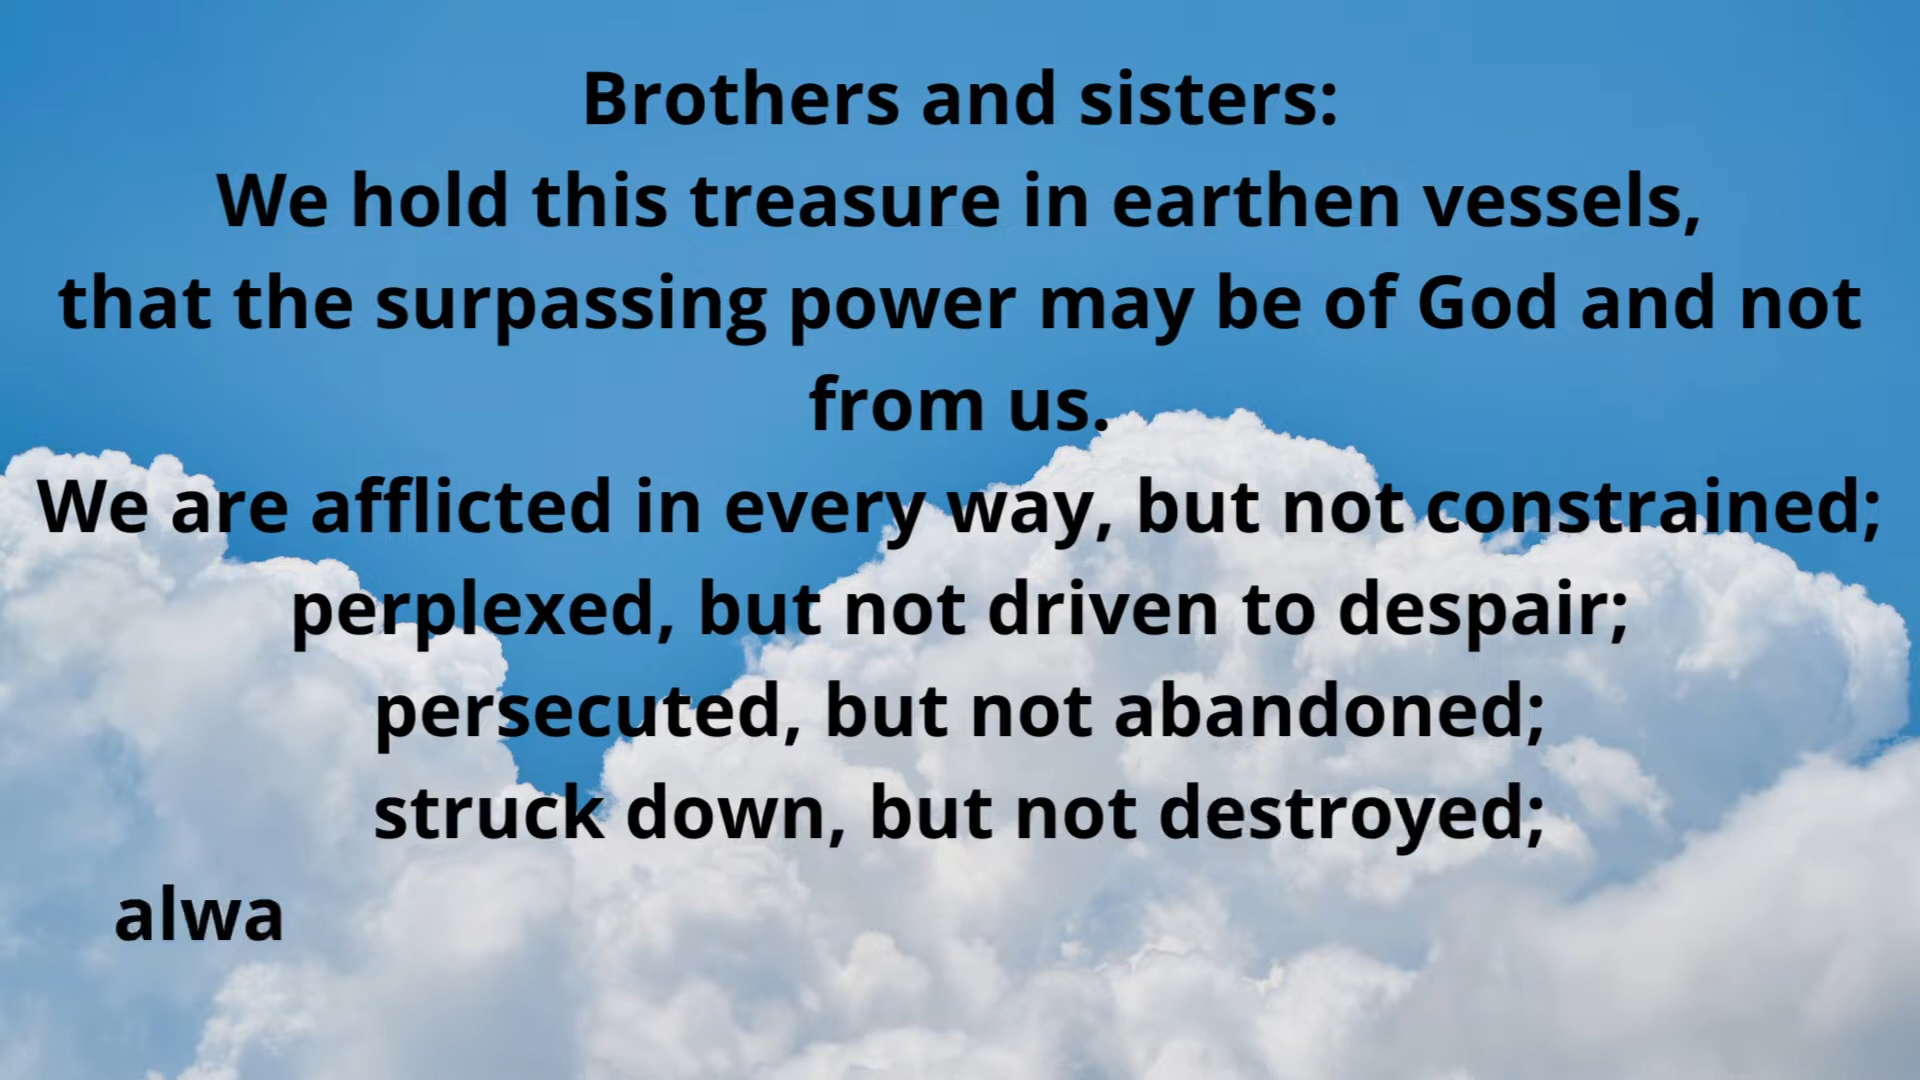 Brothers and sisters:
We hold this treasure in earthen vessels,
that the surpassing power may be of God and not
from us.
We are afflicted in every way, but not constrained;
perplexed, but not driven to despair;
persecuted, but not abandoned;
struck down, but not destroyed;
alwa